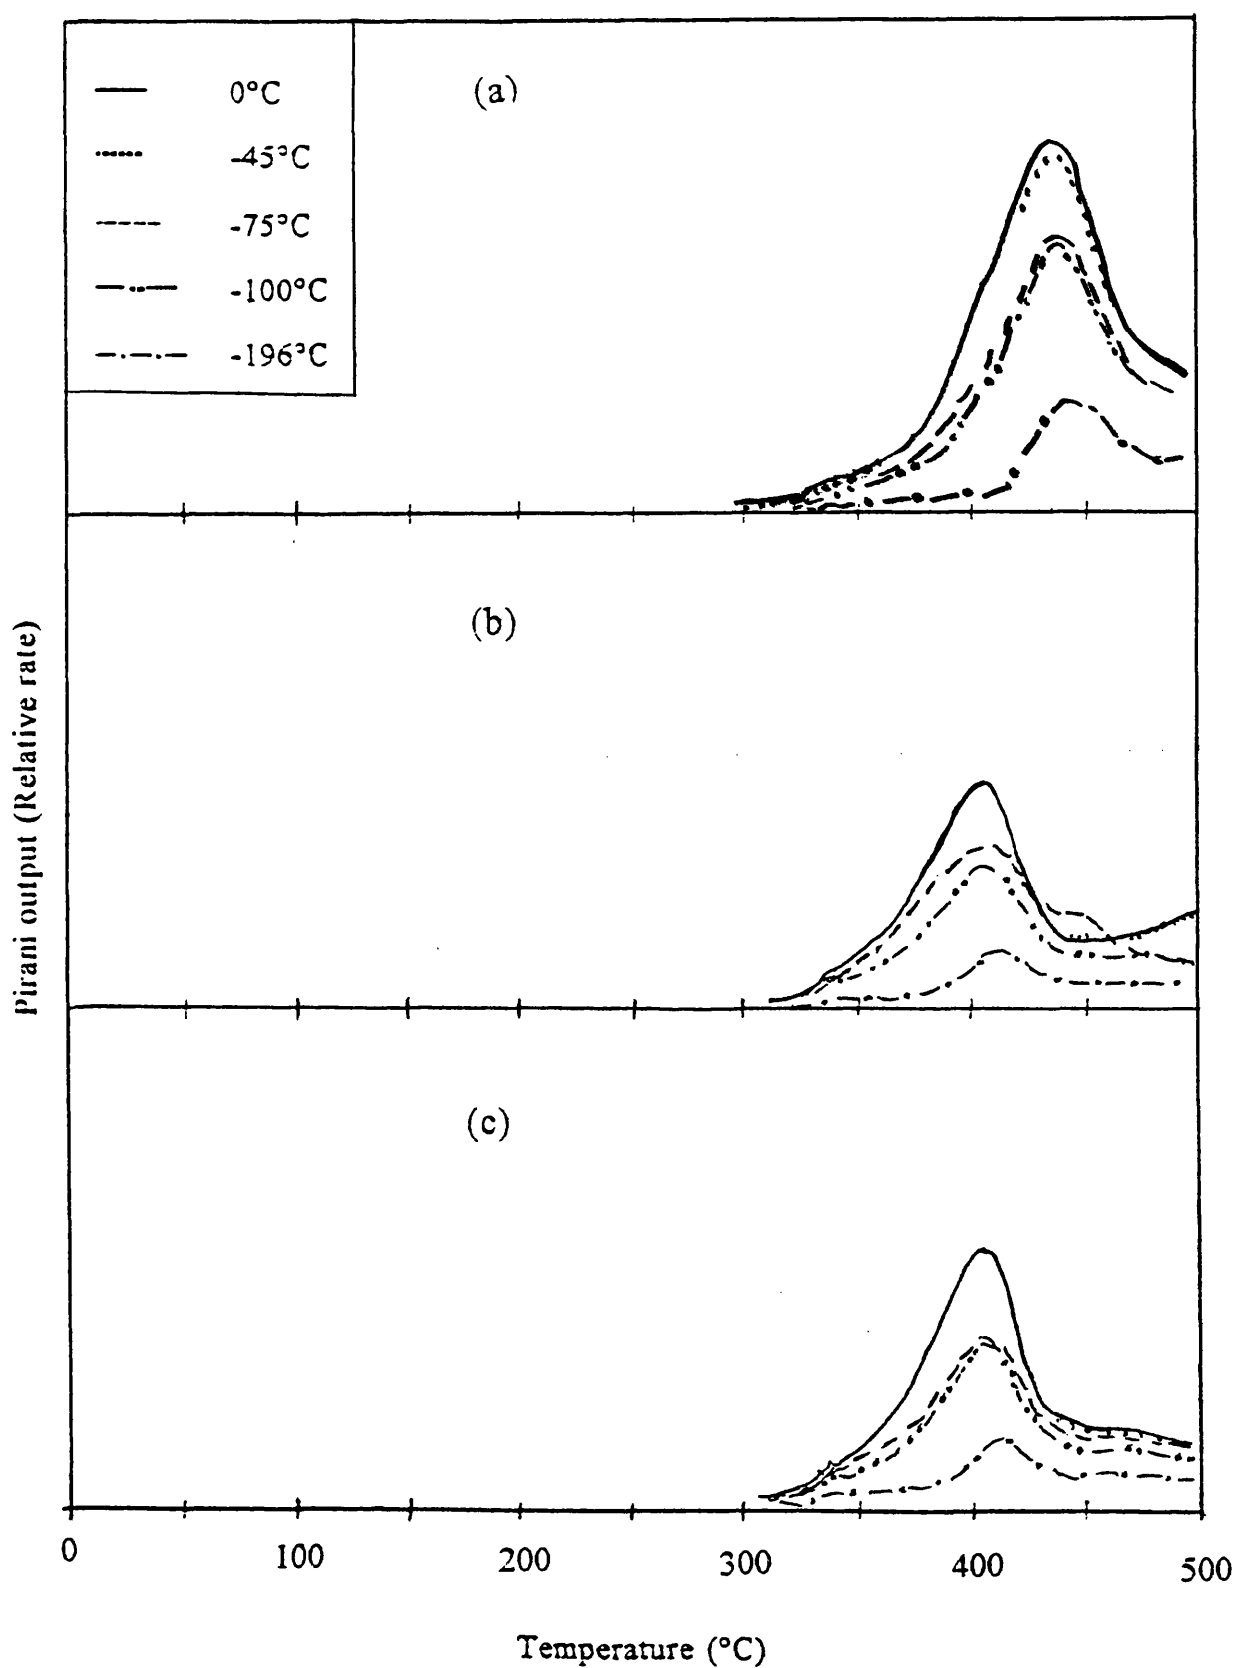 0°C
-45°C
-75°C
-100°C
-196°C
(a)
(b)
(c)
Pirani output (Relative rate)
0 100 200 300 400 500
Temperature (°C)